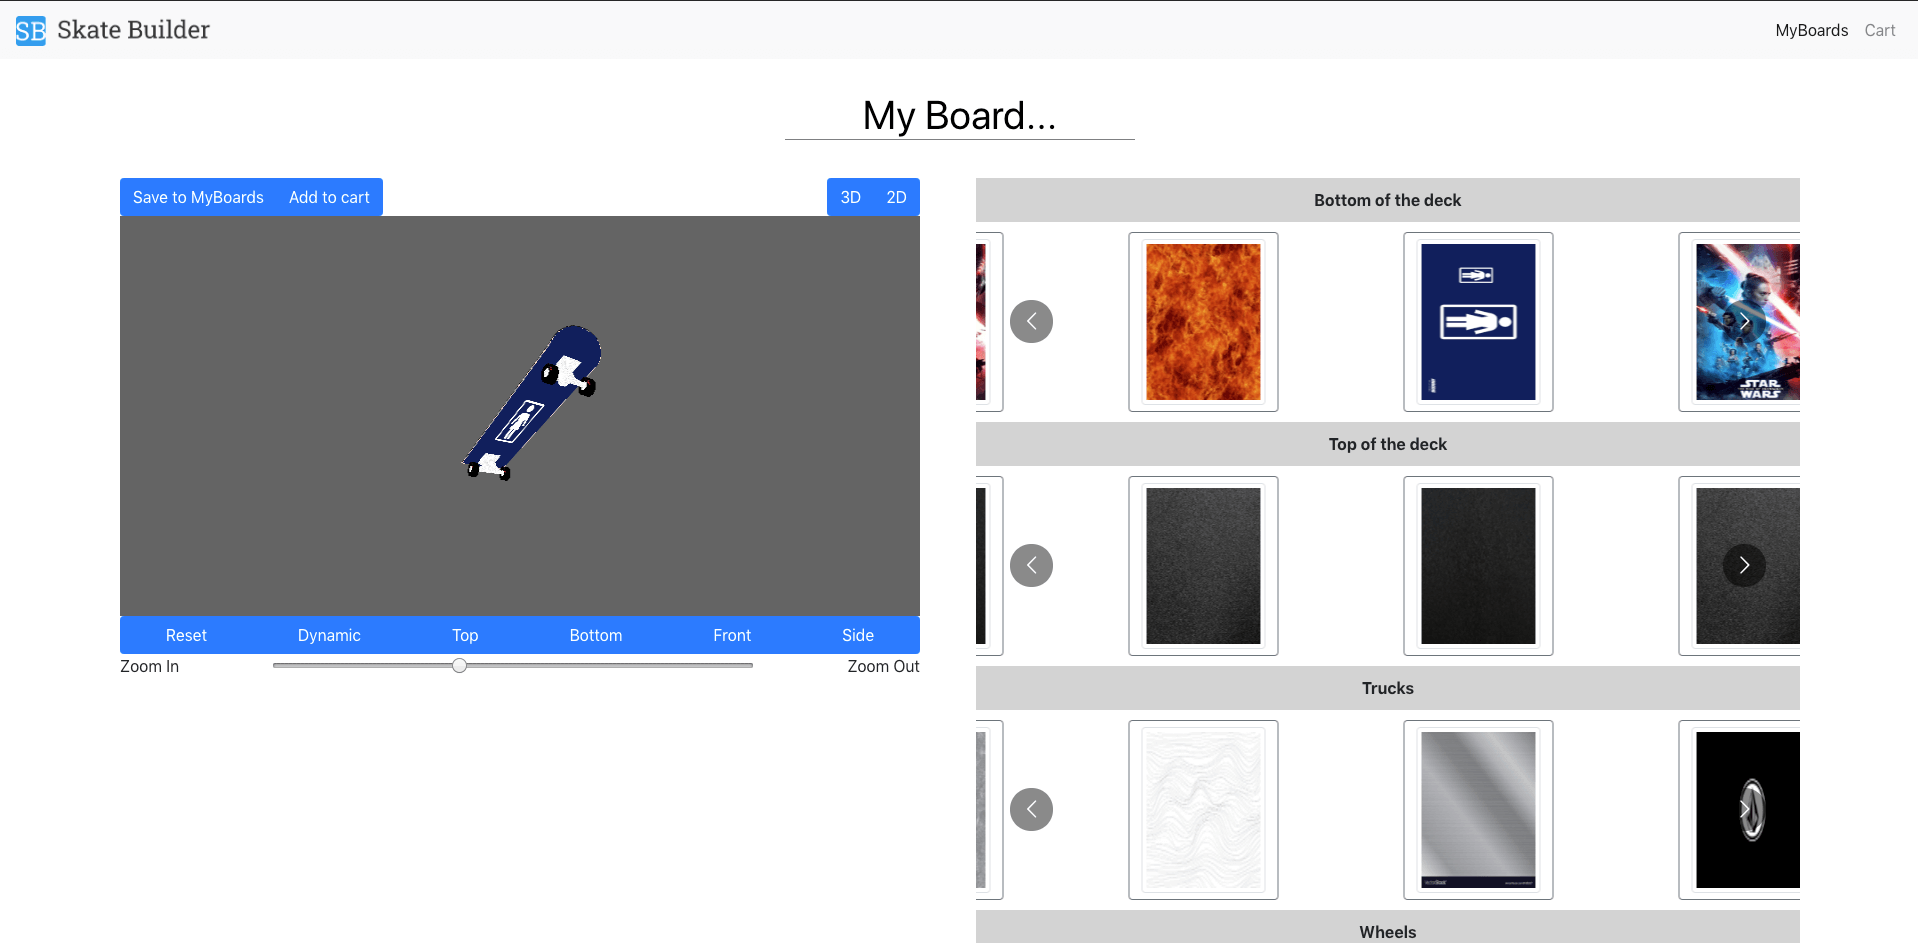 SB Skate Builder
MyBoards Cart
My Board...
Save to MyBoards Add to cart
3D 2D
Reset Dynamic Top Bottom Front Side
Zoom In
Zoom Out
Bottom of the deck
STAR
WARS
Top of the deck
Trucks
Wheels